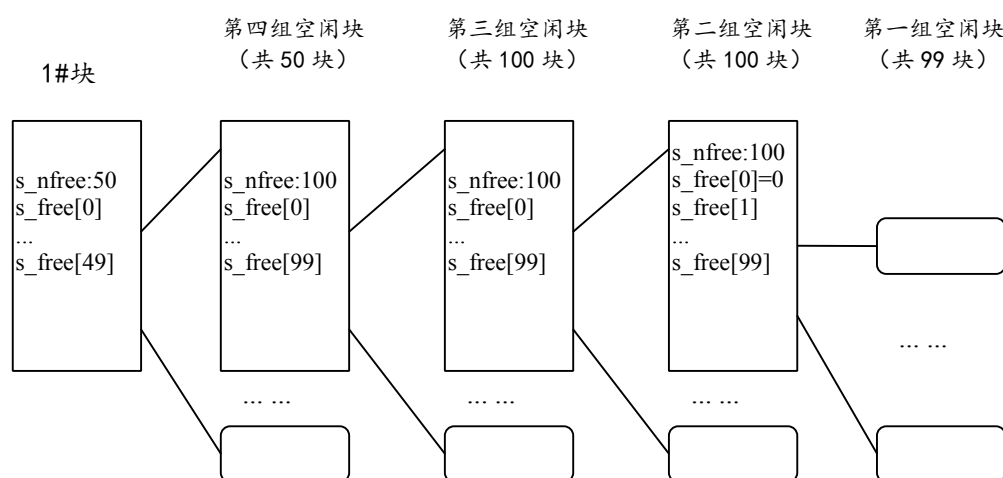 第四组空闲块
(共 50 块)
第三组空闲块
(共 100 块)
第二组空闲块
(共 100 块)
第一组空闲块
(共 99 块)
1#块
s_nfree:50
s_free[0]
...
s_free[49]
s_nfree:100
s_free[0]
...
s_free[99]
s_nfree:100
s_free[0]
...
s_free[99]
s_nfree:100
s_free[0]=0
s_free[1]
...
s_free[99]
... ...
... ...
... ...
... ...